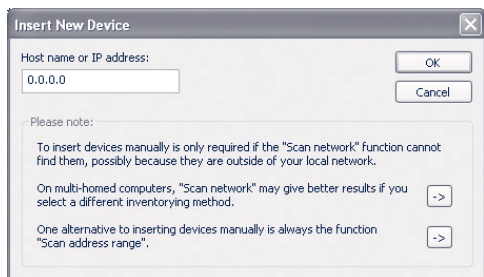 Insert New Device
Host name or IP address:
0.0.0.0
OK
Cancel
Please note:
To insert devices manually is only required if the "Scan network" function cannot
find them, possibly because they are outside of your local network.
On multi-homed computers, "Scan network" may give better results if you
select a different inventorying method.
->
One alternative to inserting devices manually is always the function
"Scan address range".
->